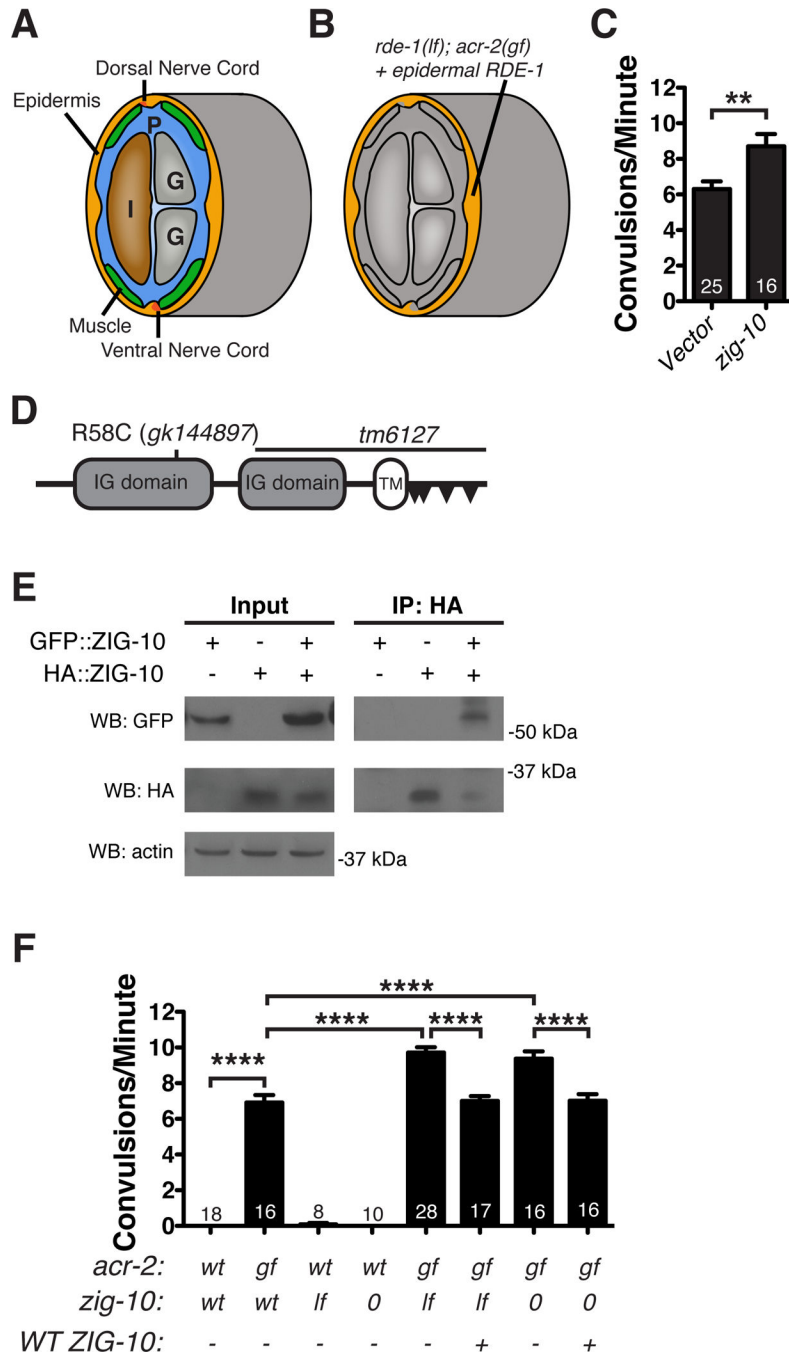 A
Dorsal Nerve Cord
Epidermis
P
I
G
G
Muscle
Ventral Nerve Cord
B
rde-1(lf); acr-2(gf)
+ epidermal RDE-1
C
Convulsions/Minute
12
10
8
6
4
2
0
**
25
16
Vector
zig-10
D
R58C (gk144897)
tm6127
IG domain
IG domain
TM
E
Input
IP: HA
GFP::ZIG-10
+ - + + - +
HA::ZIG-10
- + + - + +
WB: GFP
-50 kDa
-37 kDa
WB: HA
WB: actin
-37 kDa
F
Convulsions/Minute
12
10
8
6
4
2
0
****
****
****
****
****
18
16
8
10
28
17
16
16
acr-2: wt gf wt wt gf gf gf gf
zig-10: wt wt lf 0 lf lf 0 0
WT ZIG-10: - - - - - + - +